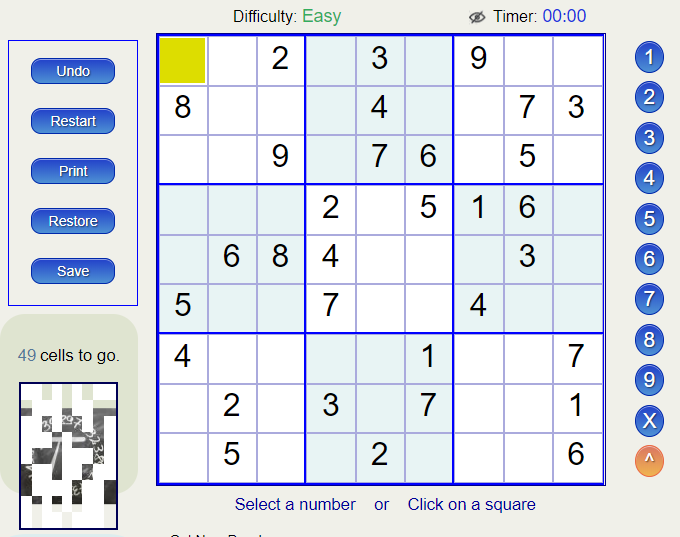 Difficulty: Easy
Timer: 00:00
Undo
Restart
Print
Restore
Save
49 cells to go.
2 3 9
8 4 7 3
9 7 6 5
2 5 1 6
6 8 4 3
5 7 4
4 1 7
2 3 7 1
5 2 6
1
2
3
4
5
6
7
8
9
X
^
Select a number or Click on a square